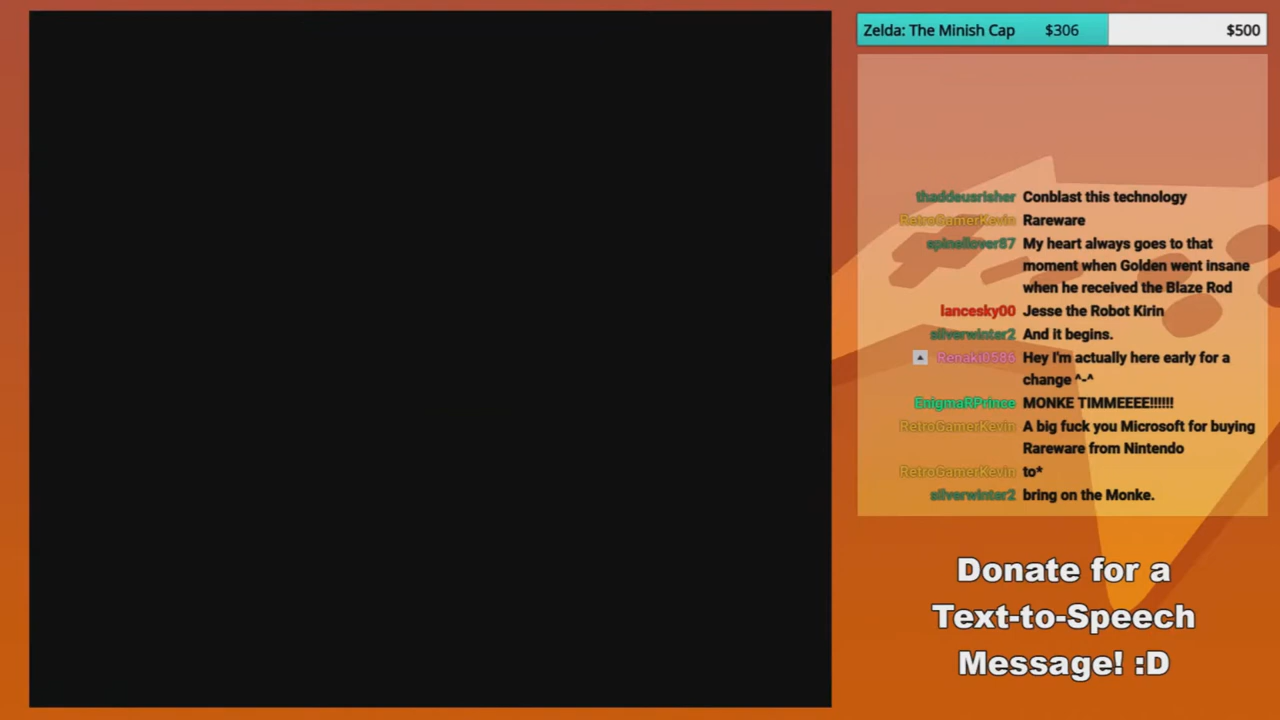 Zelda: The Minish Cap $306 $500
thaddeusrisher Conblast this technology
RetroGamerKevin Rareware
spinellover87 My heart always goes to that
moment when Golden went insane
when he received the Blaze Rod
lancesky00 Jesse the Robot Kirin
silverwinter2 And it begins.
Renaki0586 Hey I'm actually here early for a
change ^-^
EnigmaRPrince MONKE TIMMEEEE!!!!!!
RetroGamerKevin A big fuck you Microsoft for buying
Rareware from Nintendo
RetroGamerKevin to*
silverwinter2 bring on the Monke.
Donate for a
Text-to-Speech
Message! :D